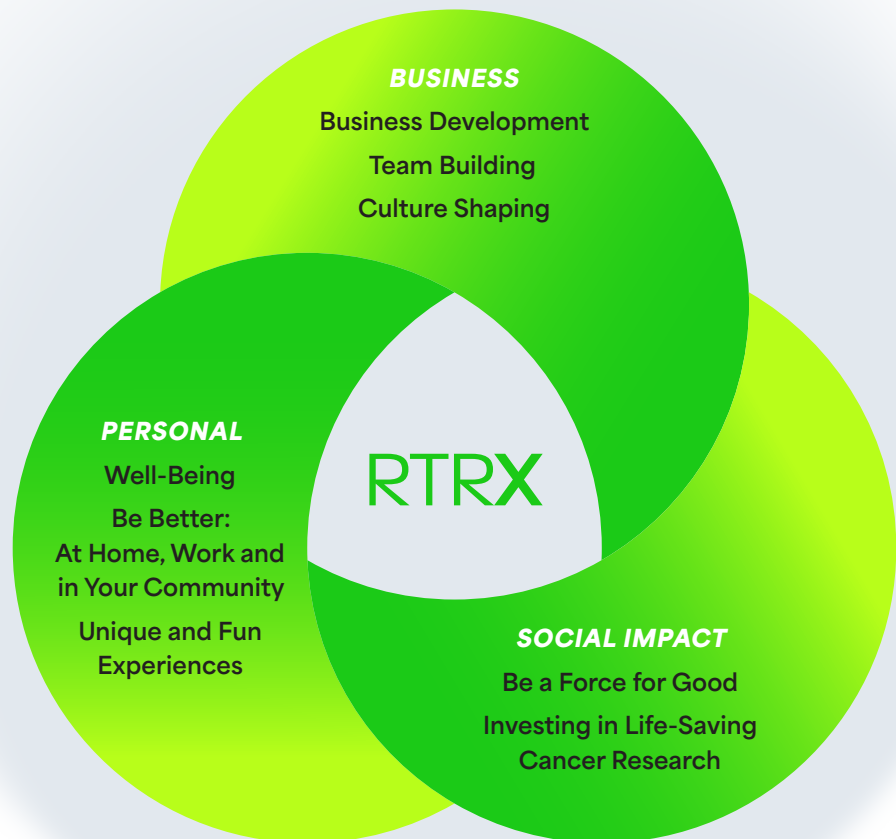 BUSINESS
Business Development
Team Building
Culture Shaping
PERSONAL
Well-Being
Be Better:
At Home, Work and
in Your Community
Unique and Fun
Experiences
RTRX
SOCIAL IMPACT
Be a Force for Good
Investing in Life-Saving
Cancer Research